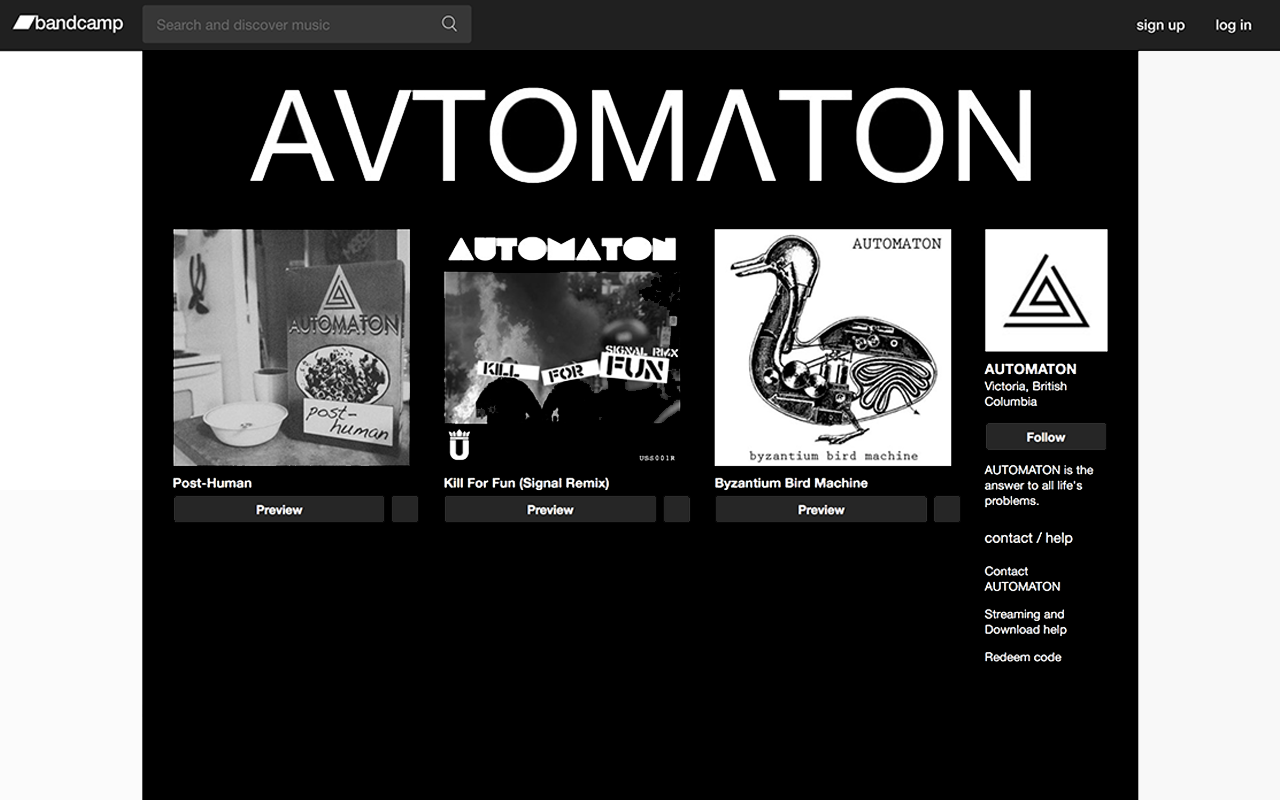 bandcamp
Search and discover music
sign up
log in
AVTOMΛTON
AUTOMATON
post-
human
AUTOMATON
SIGNAL RMX
KILL FOR FUN
U
USS001R
AUTOMATON
byzantium bird machine
Post-Human
Preview
Kill For Fun (Signal Remix)
Preview
Byzantium Bird Machine
Preview
AUTOMATON
Victoria, British
Columbia
Follow
AUTOMATON is the
answer to all life's
problems.
contact / help
Contact
AUTOMATON
Streaming and
Download help
Redeem code